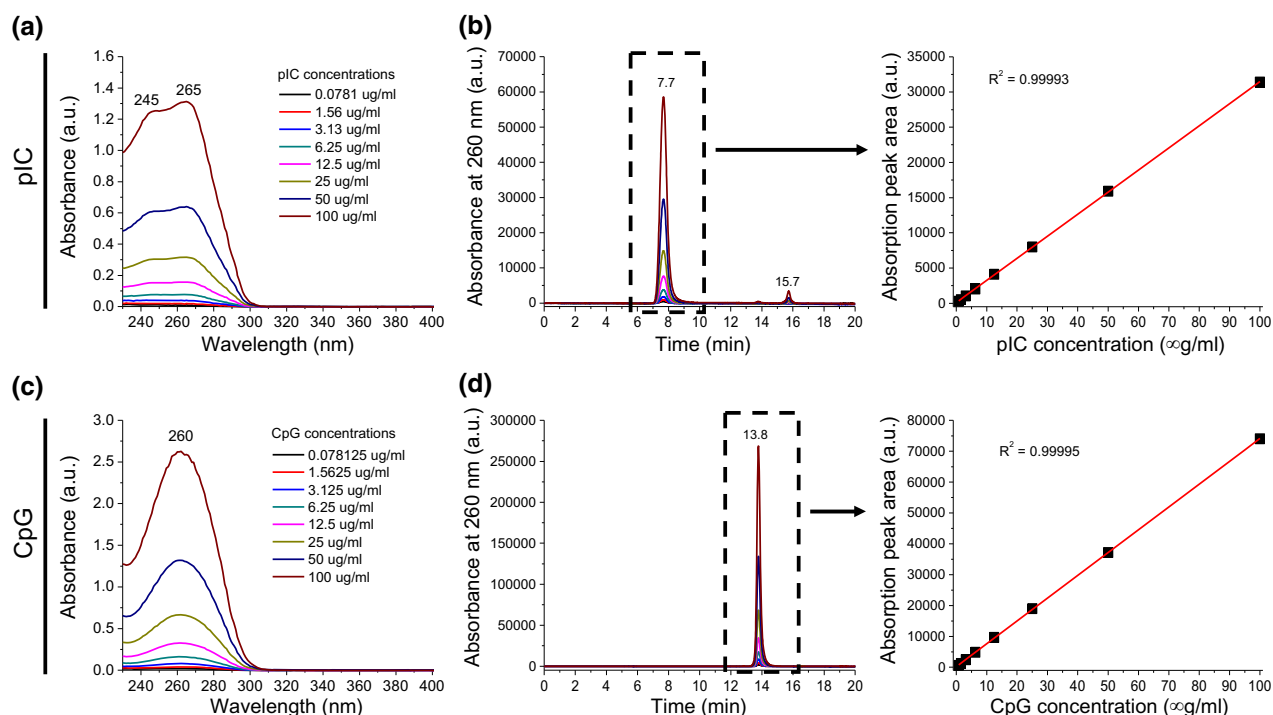 (a)
pIC
Absorbance (a.u.)
1.6
1.4
1.2
1.0
0.8
0.6
0.4
0.2
0.0
245
265
pIC concentrations
0.0781 ug/ml
1.56 ug/ml
3.13 ug/ml
6.25 ug/ml
12.5 ug/ml
25 ug/ml
50 ug/ml
100 ug/ml
240 260 280 300 320 340 360 380 400
Wavelength (nm)
(b)
Absorbance at 260 nm (a.u.)
70000
60000
50000
40000
30000
20000
10000
0
7.7
15.7
0 2 4 6 8 10 12 14 16 18 20
Time (min)
Absorption peak area
35000
30000
25000
20000
15000
10000
5000
0
R² = 0.99993
0 10 20 30 40 50 60 70 80 90 100
pIC concentration (∞g/ml)
(c)
CpG
Absorbance (a.u.)
3.0
2.5
2.0
1.5
1.0
0.5
0.0
260
CpG concentrations
0.078125 ug/ml
1.5625 ug/ml
3.125 ug/ml
6.25 ug/ml
12.5 ug/ml
25 ug/ml
50 ug/ml
100 ug/ml
240 260 280 300 320 340 360 380 400
Wavelength (nm)
(d)
Absorbance at 260 nm (a.u.)
300000
250000
200000
150000
100000
50000
0
13.8
0 2 4 6 8 10 12 14 16 18 20
Time (min)
Absorption peak area
80000
70000
60000
50000
40000
30000
20000
10000
0
R² = 0.99995
0 10 20 30 40 50 60 70 80 90 100
CpG concentration (∞g/ml)